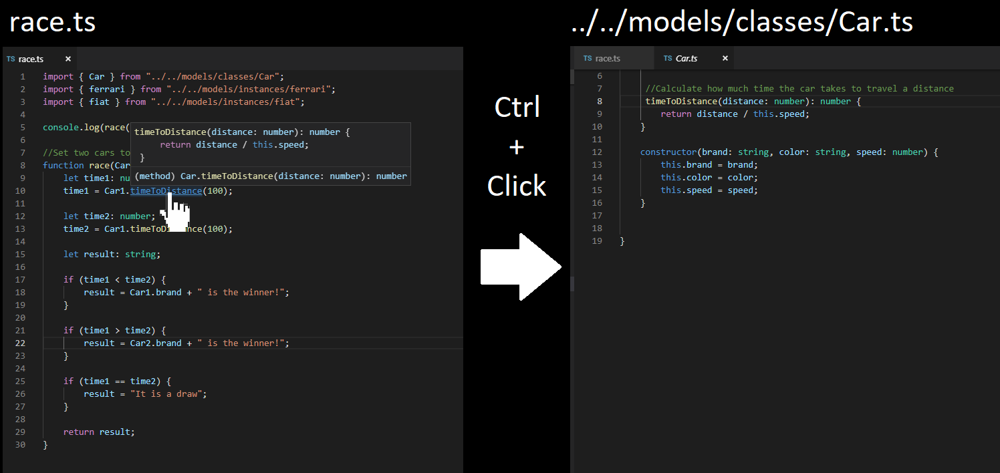 race.ts
TS race.ts ×
1 import { Car } from "../../models/classes/Car";
2 import { ferrari } from "../../models/instances/ferrari";
3 import { fiat } from "../../models/instances/fiat";
4
5 console.log(race(
6
7 //Set two cars to
8 function race(Car
9 let time1: nu
10 time1 = Car1.timeToDistance(100);
11
12 let time2: number;
13 time2 = Car1.timeToDistance(100);
14
15 let result: string;
16
17 if (time1 < time2) {
18 result = Car1.brand + " is the winner!";
19 }
20
21 if (time1 > time2) {
22 result = Car2.brand + " is the winner!";
23 }
24
25 if (time1 == time2) {
26 result = "It is a draw";
27 }
28
29 return result;
30 }
timeToDistance(distance: number): number {
return distance / this.speed;
}
(method) Car.timeToDistance(distance: number): number
Ctrl
+
Click
../../models/classes/Car.ts
TS race.ts TS Car.ts ×
6
7 //Calculate how much time the car takes to travel a distance
8 timeToDistance(distance: number): number {
9 return distance / this.speed;
10 }
11
12 constructor(brand: string, color: string, speed: number) {
13 this.brand = brand;
14 this.color = color;
15 this.speed = speed;
16 }
17
18
19 }